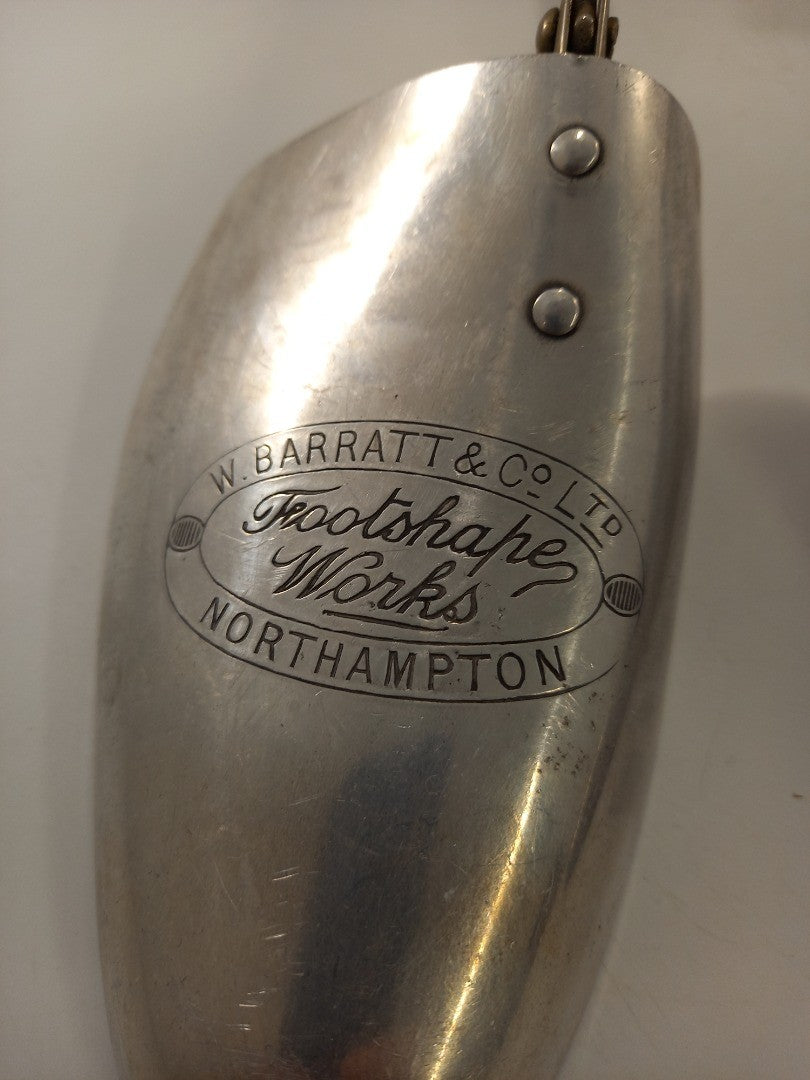 W. BARRATT & Co LTD
Footshape
Works
NORTHAMPTON